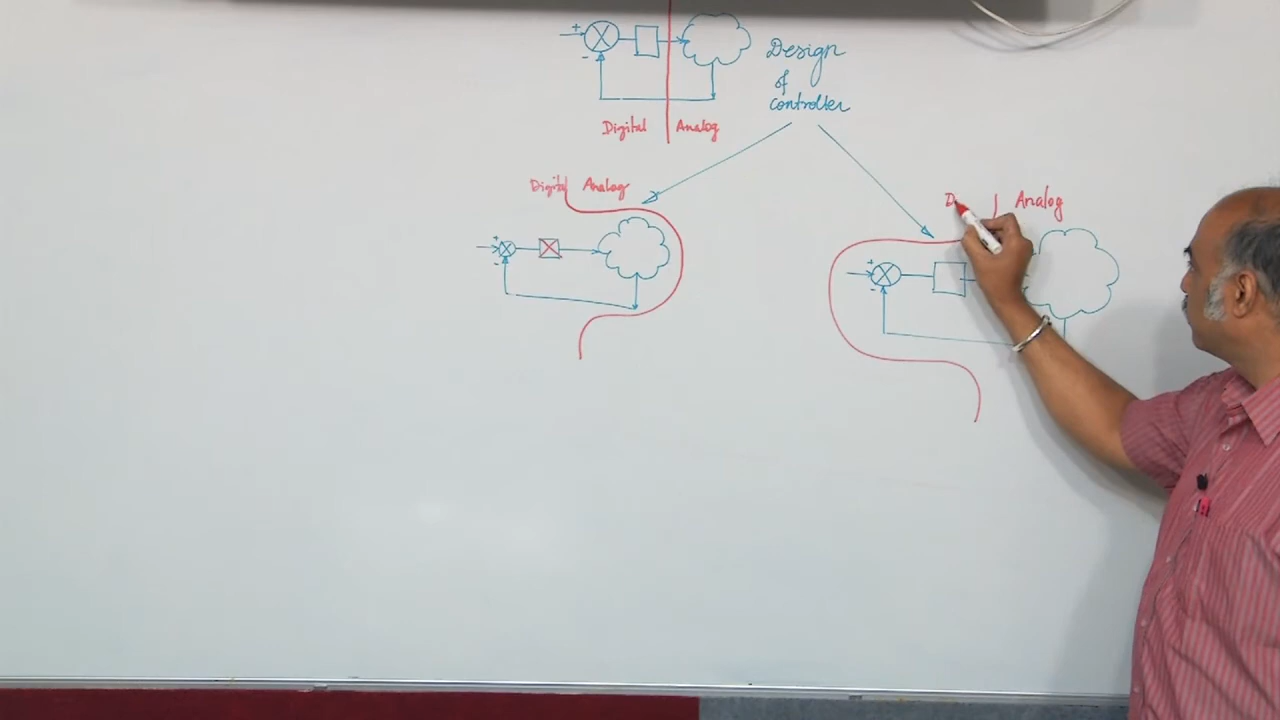 +
-
Design
of
controller
Digital Analog
Digital Analog
+
-
D Analog
+
-